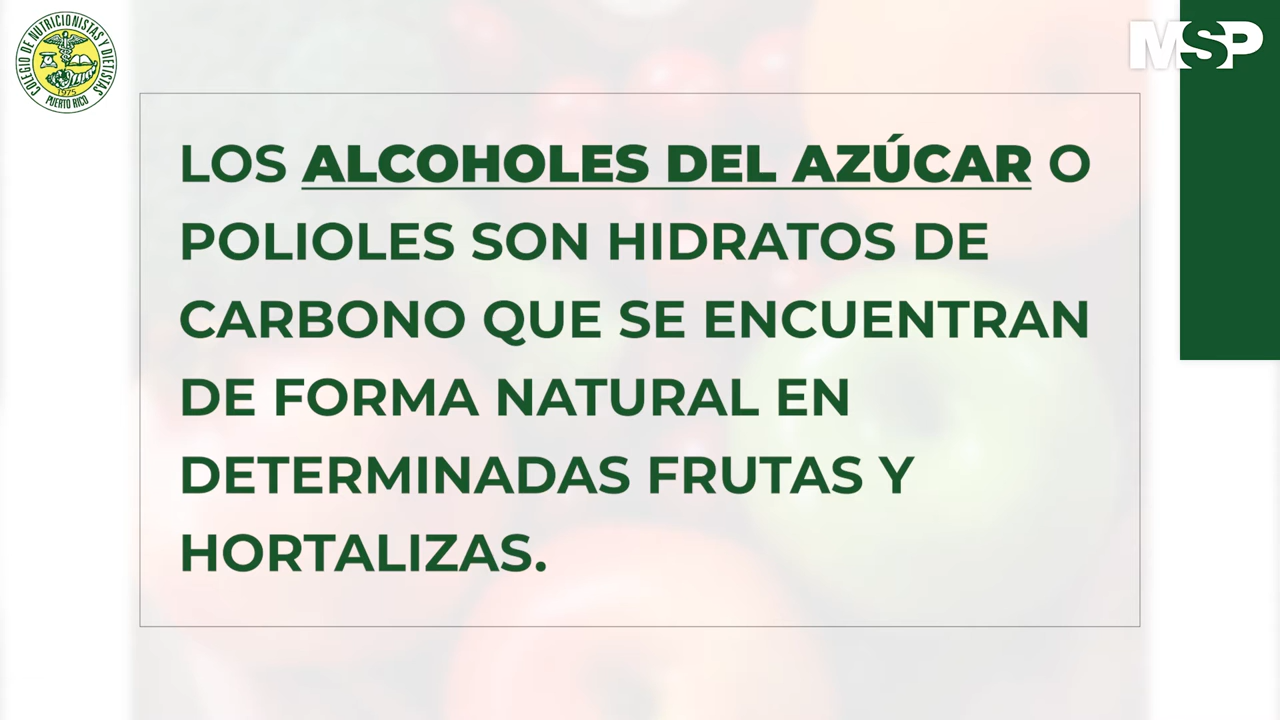 COLEGIO DE NUTRICIONISTAS Y DIETISTAS
1975
PUERTO RICO
MSP
LOS ALCOHOLES DEL AZÚCAR O
POLIOLES SON HIDRATOS DE
CARBONO QUE SE ENCUENTRAN
DE FORMA NATURAL EN
DETERMINADAS FRUTAS Y
HORTALIZAS.